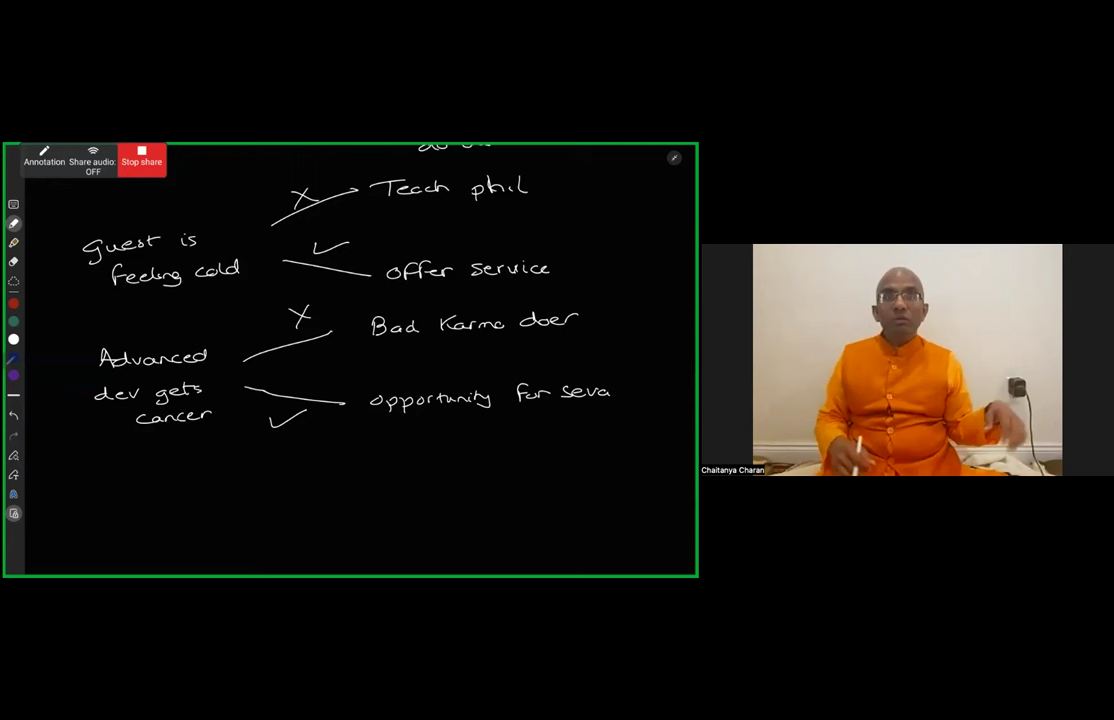 Annotation
Share audio:
OFF
Stop share
Teach phil
X
Guest is
feeling cold
offer service
X
Bad Karma doer
Advanced
dev gets
cancer
opportunity for seva
Chaitanya Charan